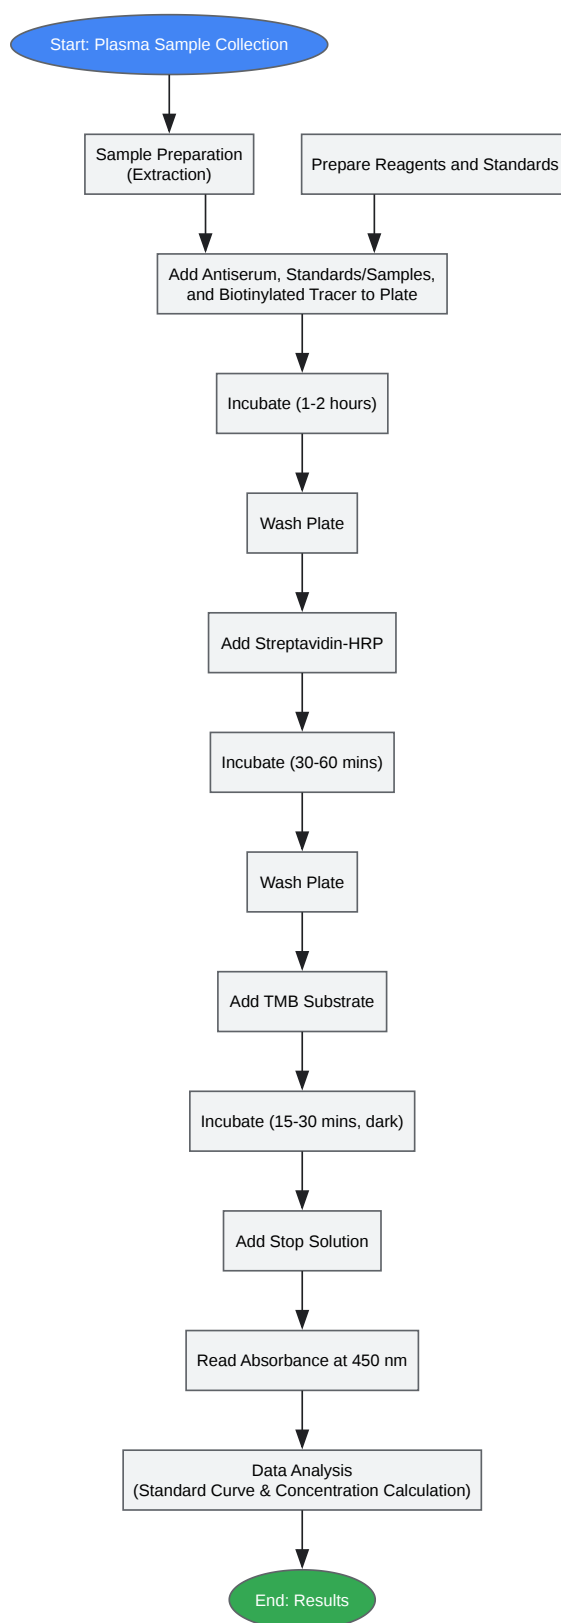 Start: Plasma Sample Collection
Sample Preparation
(Extraction)
Prepare Reagents and Standards
Add Antiserum, Standards/Samples,
and Biotinylated Tracer to Plate
Incubate (1-2 hours)
Wash Plate
Add Streptavidin-HRP
Incubate (30-60 mins)
Wash Plate
Add TMB Substrate
Incubate (15-30 mins, dark)
Add Stop Solution
Read Absorbance at 450 nm
Data Analysis
(Standard Curve & Concentration Calculation)
End: Results